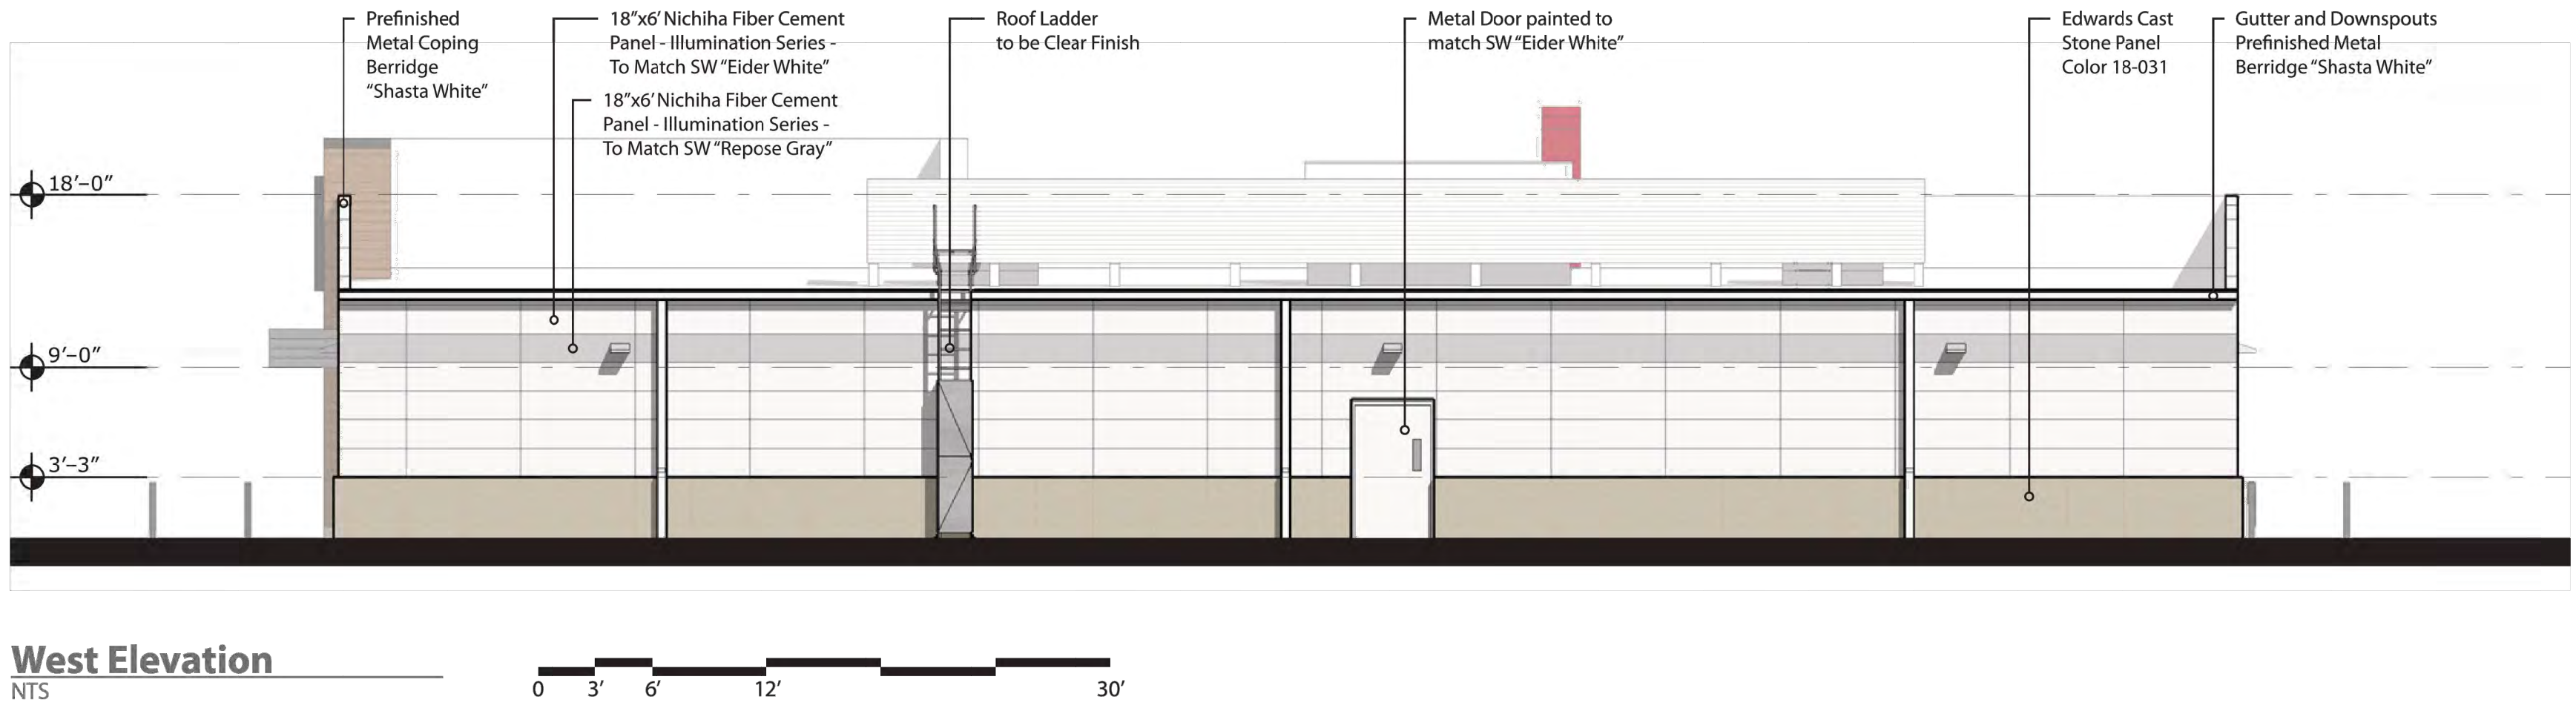 Prefinished
Metal Coping
Berridge
“Shasta White”
18”x6’ Nichiha Fiber Cement
Panel - Illumination Series -
To Match SW “Eider White”
18”x6’ Nichiha Fiber Cement
Panel - Illumination Series -
To Match SW “Repose Gray”
Roof Ladder
to be Clear Finish
Metal Door painted to
match SW “Eider White”
Edwards Cast
Stone Panel
Color 18-031
Gutter and Downspouts
Prefinished Metal
Berridge “Shasta White”
18’–0”
9’–0”
3’–3”
West Elevation
NTS
0 3’ 6’ 12’ 30’